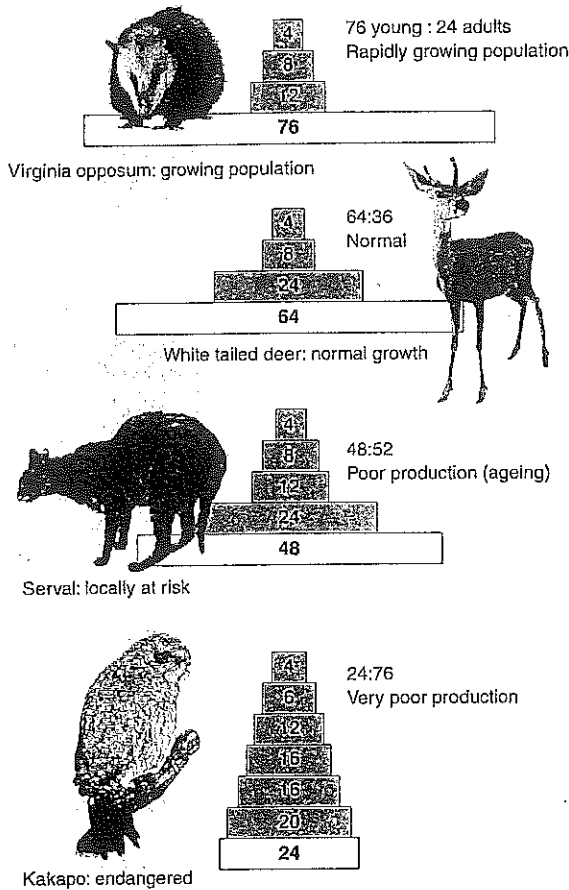 4
8
12
76
76 young : 24 adults
Rapidly growing population
Virginia opposum: growing population
4
8
24
64
64:36
Normal
White tailed deer: normal growth
4
8
12
24
48
48:52
Poor production (ageing)
Serval: locally at risk
4
6
12
16
16
20
24
24:76
Very poor production
Kakapo: endangered